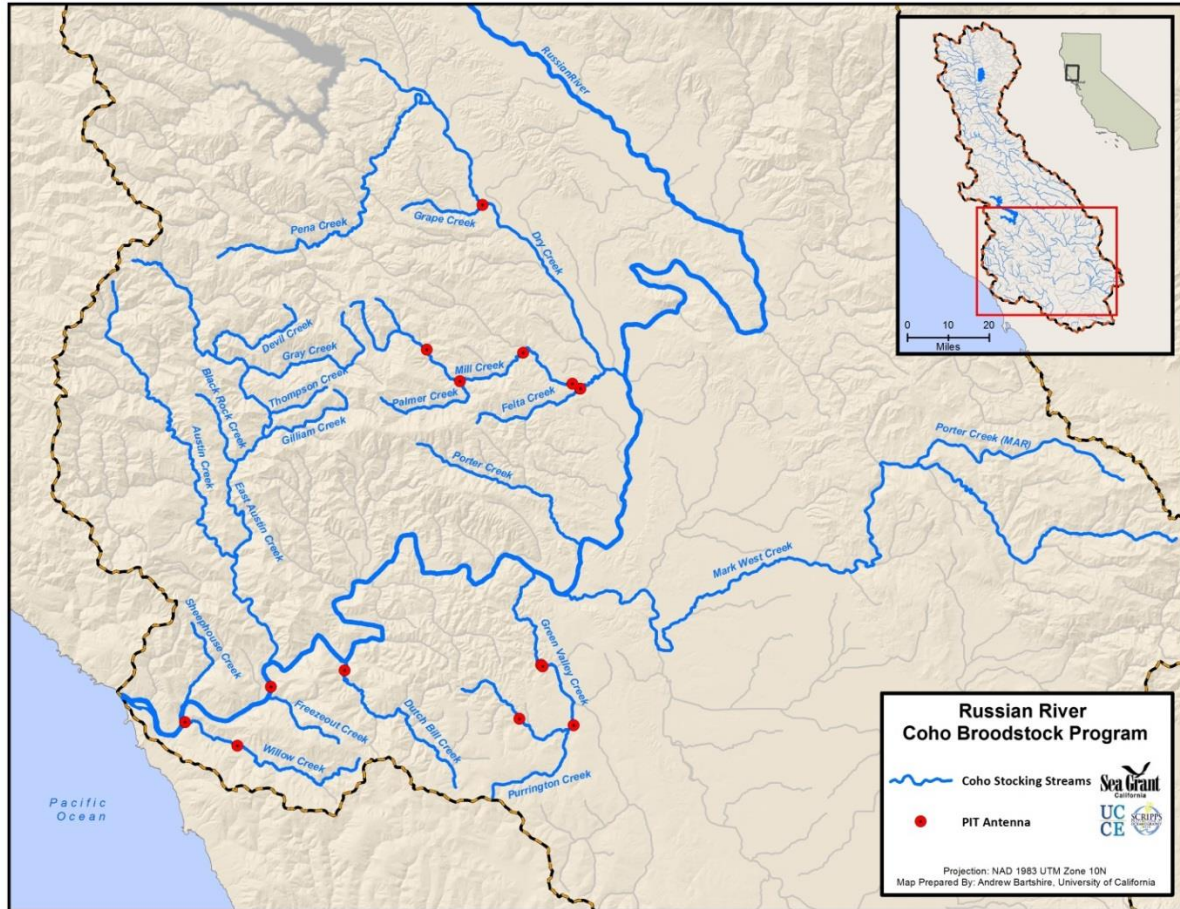 RussianRiver
Pena Creek
Grape Creek
Dry Creek
Devil Creek
Gray Creek
Thompson Creek
Black Rock Creek
Gilliam Creek
Mill Creek
Palmer Creek
Felta Creek
Porter Creek
Austin Creek
East Austin Creek
Porter Creek (MAR)
Mark West Creek
Sheephouse Creek
Green Valley Creek
Freezeout Creek
Dutch Bill Creek
Willow Creek
Purrington Creek
Pacific
Ocean
0 10 20
Miles
Russian River
Coho Broodstock Program
Coho Stocking Streams
Sea Grant
California
PIT Antenna
UC
CE
SCRIPPS
Projection: NAD 1983 UTM Zone 10N
Map Prepared By: Andrew Bartshire, University of California